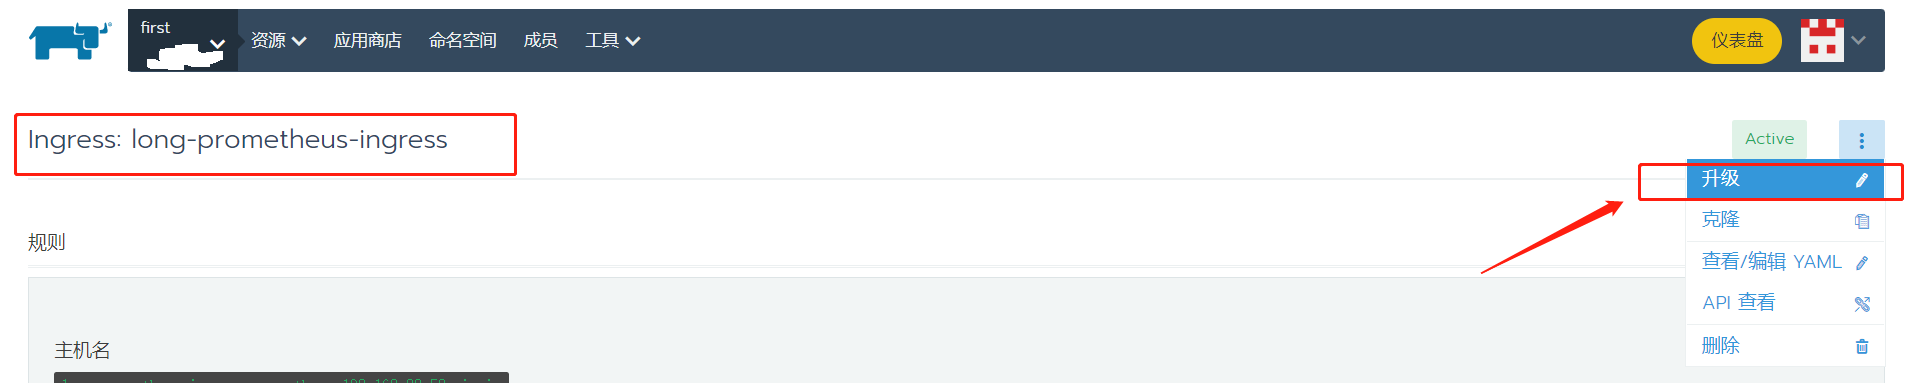 first
资源
应用商店
命名空间
成员
工具
仪表盘
Ingress: long-prometheus-ingress
Active
升级
克隆
查看/编辑 YAML
API 查看
删除
规则
主机名